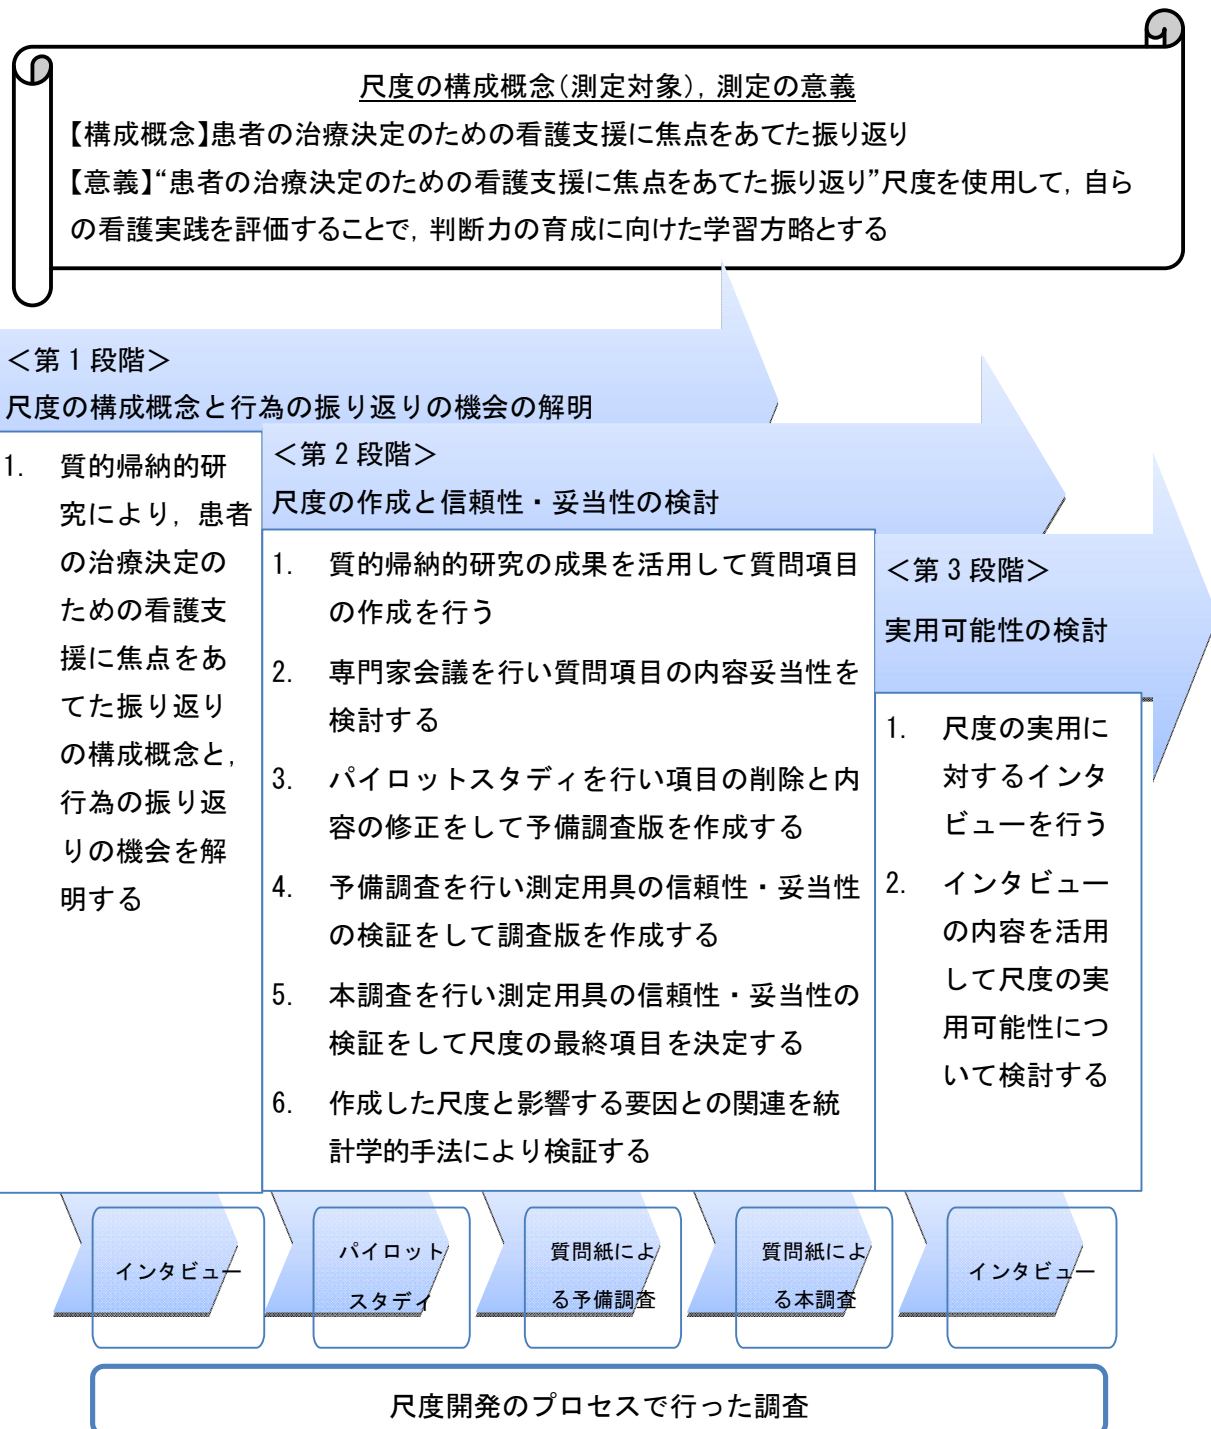 尺度の構成概念(測定対象)，測定の意義
【構成概念】患者の治療決定のための看護支援に焦点をあてた振り返り
【意義】“患者の治療決定のための看護支援に焦点をあてた振り返り”尺度を使用して，自ら
の看護実践を評価することで，判断力の育成に向けた学習方略とする
＜第1段階＞
尺度の構成概念と行為の振り返りの機会の解明
1. 質的帰納的研
究により，患者
の治療決定の
ための看護支
援に焦点をあ
てた振り返り
の構成概念と，
行為の振り返
りの機会を解
明する
＜第2段階＞
尺度の作成と信頼性・妥当性の検討
1. 質的帰納的研究の成果を活用して質問項目
の作成を行う
2. 専門家会議を行い質問項目の内容妥当性を
検討する
3. パイロットスタディを行い項目の削除と内
容の修正をして予備調査版を作成する
4. 予備調査を行い測定用具の信頼性・妥当性
の検証をして調査版を作成する
5. 本調査を行い測定用具の信頼性・妥当性の
検証をして尺度の最終項目を決定する
6. 作成した尺度と影響する要因との関連を統
計学的手法により検証する
＜第3段階＞
実用可能性の検討
1. 尺度の実用に
対するインタ
ビューを行う
2. インタビュー
の内容を活用
して尺度の実
用可能性につ
いて検討する
インタビュー
パイロット
スタディ
質問紙によ
る予備調査
質問紙によ
る本調査
インタビュー
尺度開発のプロセスで行った調査